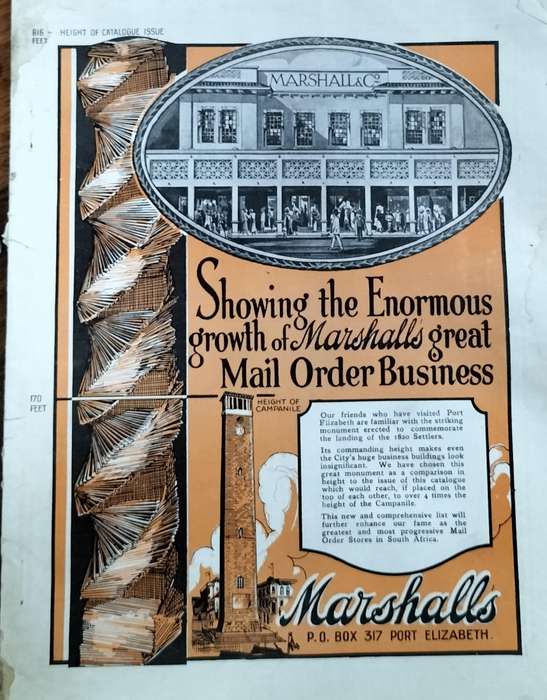 816 — HEIGHT OF CATALOGUE ISSUE
FEET
MARSHALL & Co
Showing the Enormous
growth of Marshall's great
Mail Order Business
170
FEET
HEIGHT OF
CAMPANILE
Our friends who have visited Port
Elizabeth are familiar with the striking
monument erected to commemorate
the landing of the 1820 Settlers.
Its commanding height makes even
the City's huge business buildings look
insignificant. We have chosen this
great monument as a comparison in
height to the issue of this catalogue
which would reach, if placed on the
top of each other, to over 4 times the
height of the Campanile.
This new and comprehensive list will
further enhance our fame as the
greatest and most progressive Mail
Order Stores in South Africa.
Marshall's
P.O. BOX 317 PORT ELIZABETH.